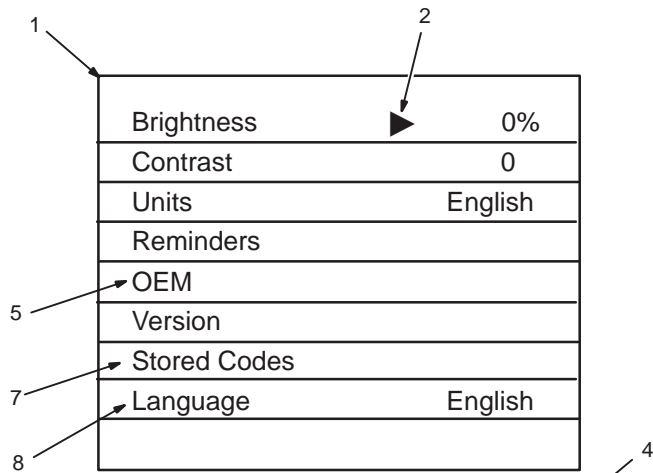 1
2
Brightness 0%
Contrast 0
Units English
Reminders
OEM
5
Version
Stored Codes
7
Language English
4
8